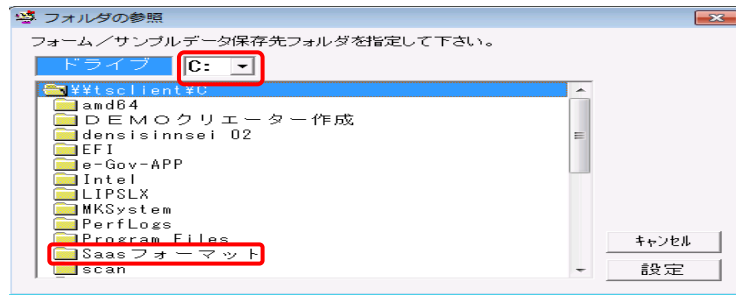 フォルダの参照
フォーム／サンプルデータ保存先フォルダを指定して下さい。
ドライブ C:
¥¥tsclient¥C
amd64
ＤＥＭＯクリエーター作成
densisinnsei 02
EFI
e-Gov-APP
Intel
LIPSLX
MKSystem
PerfLogs
Program Files
Saasフォーマット
scan
ｷｬﾝｾﾙ
設定